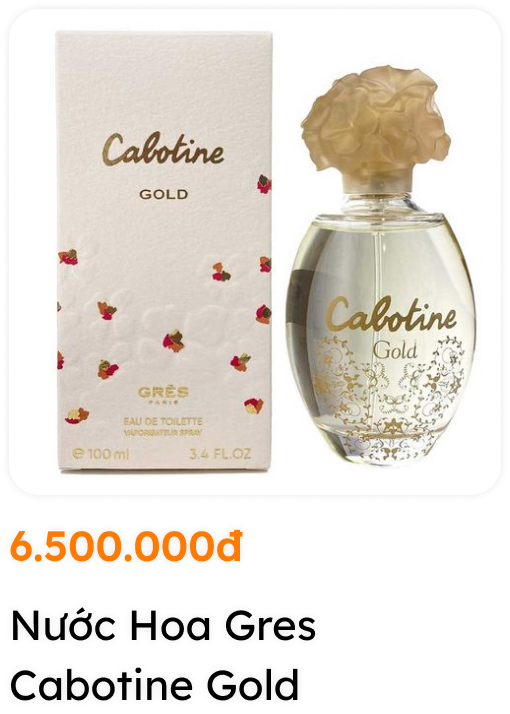 Cabotine
GOLD
GRÈS
PARIS
EAU DE TOILETTE
VAPORISATEUR SPRAY
℮ 100 ml 3.4 FL.OZ
Cabotine
Gold
6.500.000đ
Nước Hoa Gres
Cabotine Gold